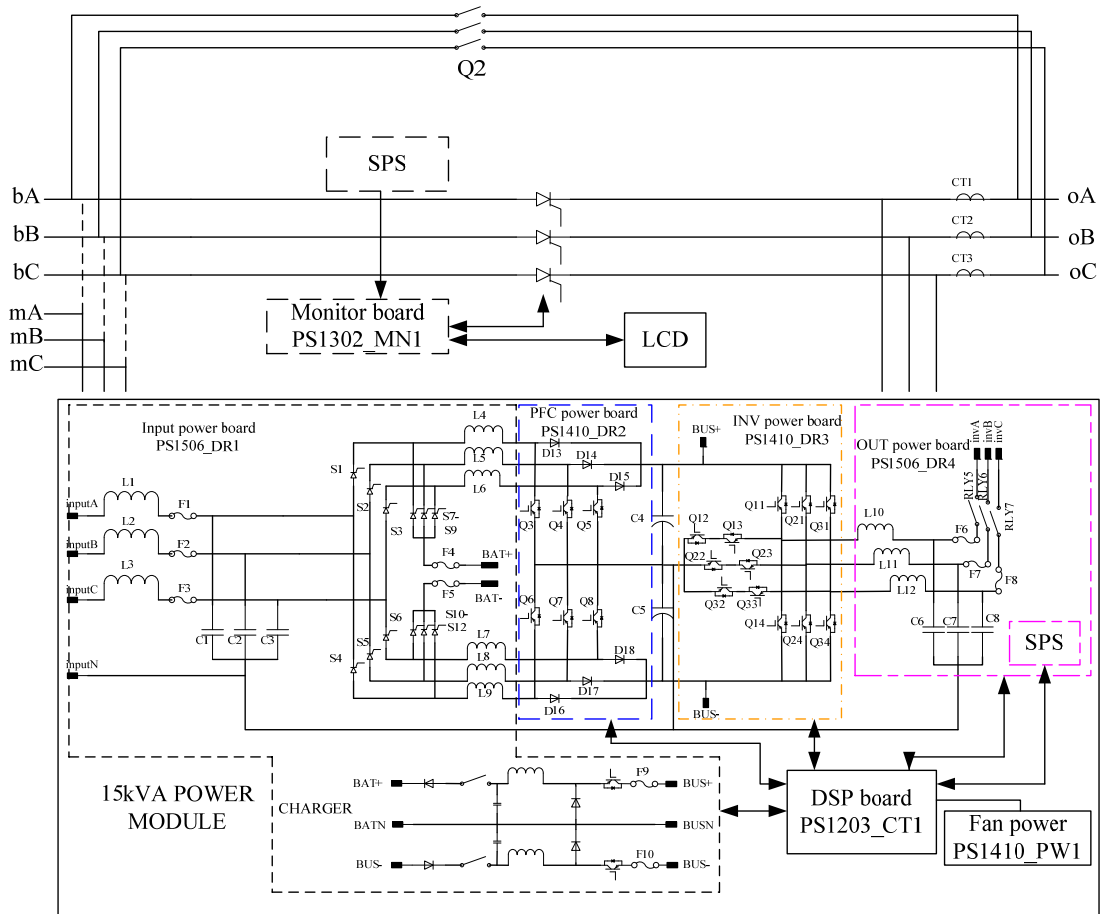 Q2
SPS
bA
bB
bC
mA
mB
mC
CT1
CT2
CT3
oA
oB
oC
Monitor board
PS1302_MN1
LCD
Input power board
PS1506_DR1
PFC power board
PS1410_DR2
BUS+
INV power board
PS1410_DR3
OUT power board
PS1506_DR4
invA
invB
invC
RLY5
RLY6
RLY7
inputA
inputB
inputC
inputN
L1
L2
L3
F1
F2
F3
C1
C2
C3
S1
S2
S3
S4
S5
S6
S7-
S9
S10-
S12
F4
F5
BAT+
BAT-
L4
L5
L6
L7
L8
L9
D13
D14
D15
D16
D17
D18
Q3
Q4
Q5
Q6
Q7
Q8
C4
C5
Q12
Q13
Q22
Q23
Q32
Q33
Q11
Q21
Q31
Q14
Q24
Q34
BUS-
L10
L11
L12
F6
F7
F8
C6
C7
C8
SPS
15kVA POWER
MODULE
CHARGER
BAT+
BATN
BUS-
F9
F10
BUS+
BUSN
BUS-
DSP board
PS1203_CT1
Fan power
PS1410_PW1